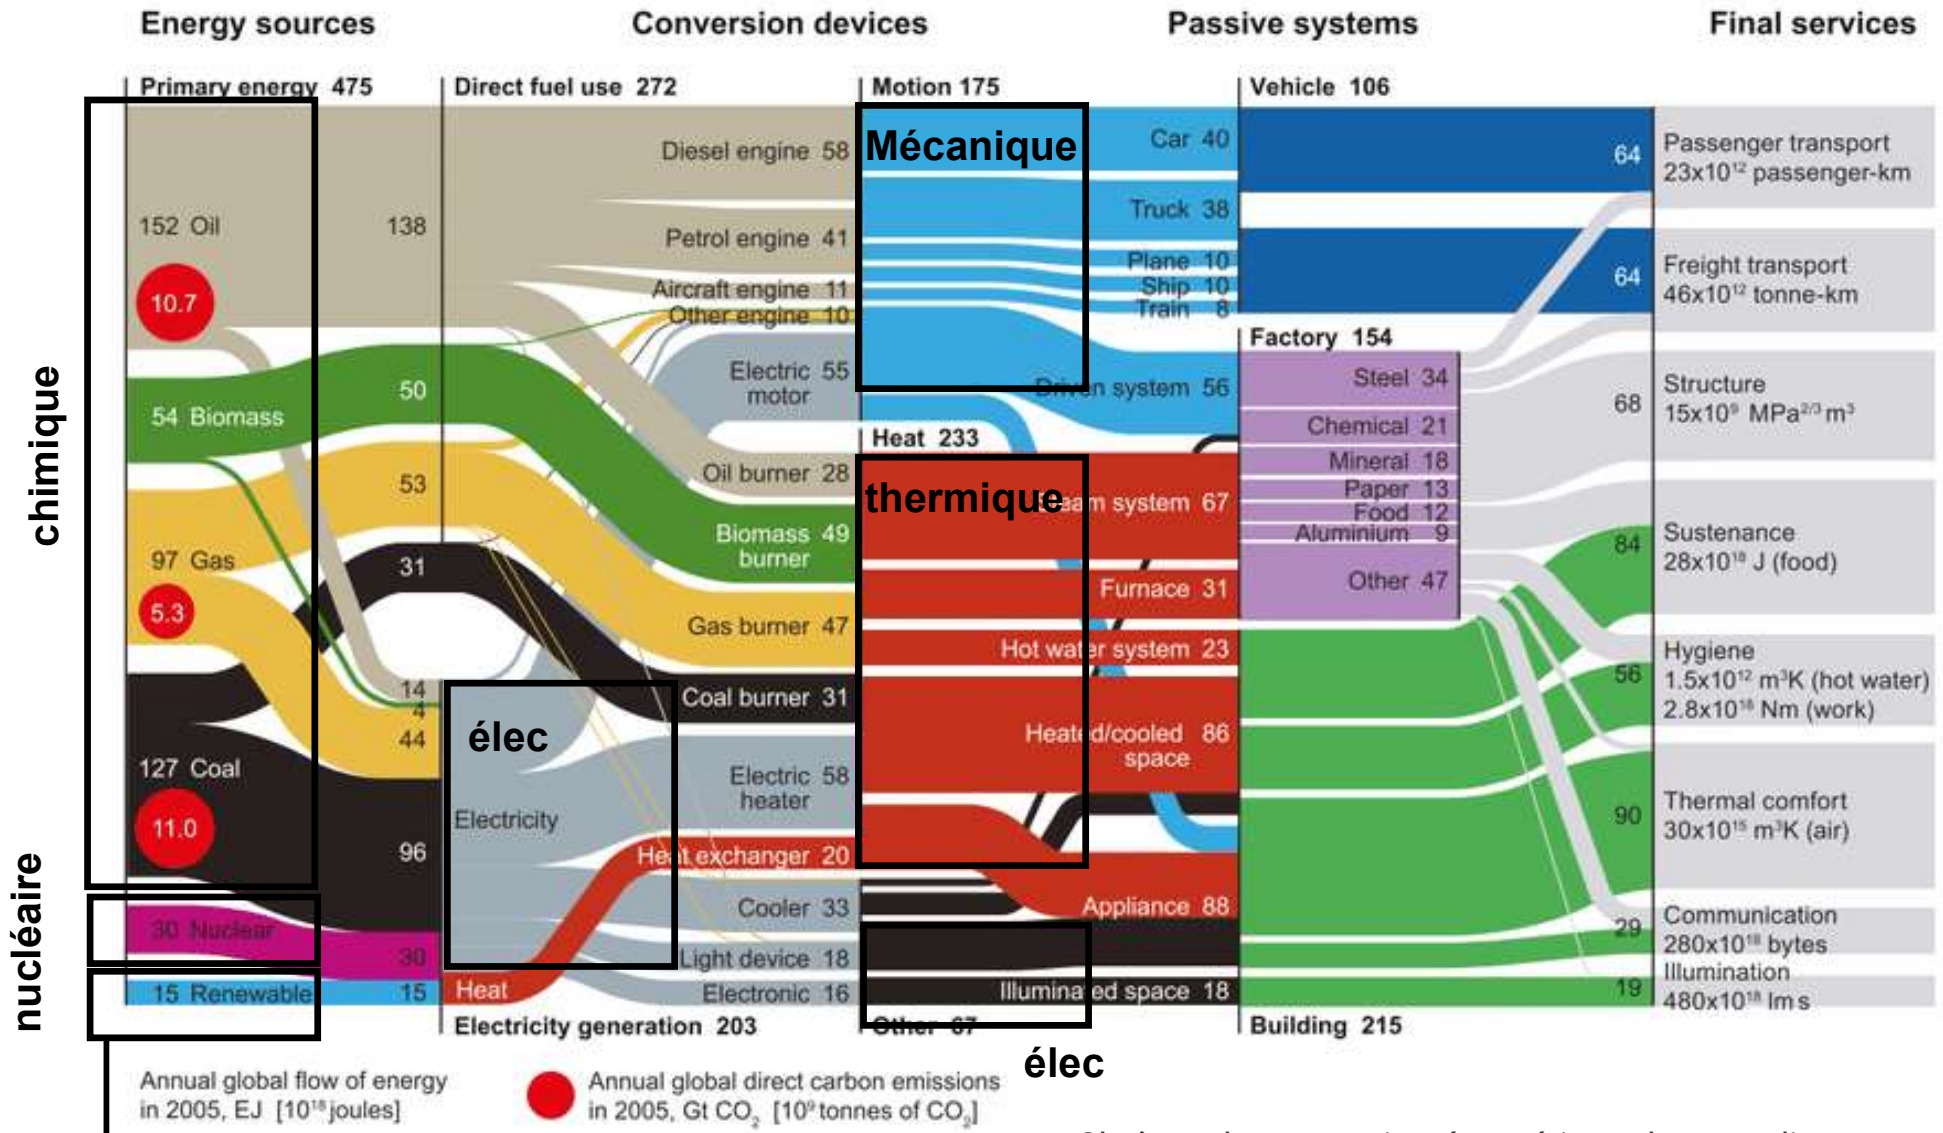 Energy sources
Conversion devices
Passive systems
Final services
Primary energy 475
Direct fuel use 272
Motion 175
Vehicle 106
152 Oil
10.7
54 Biomass
97 Gas
5.3
127 Coal
11.0
30 Nuclear
15 Renewable
chimique
nucléaire
138
50
53
31
14
4
44
96
30
15
Diesel engine 58
Petrol engine 41
Aircraft engine 11
Other engine 10
Electric 55
motor
Oil burner 28
Biomass 49
burner
Gas burner 47
Coal burner 31
élec
Electricity
Electric 58
heater
Heat exchanger 20
Cooler 33
Light device 18
Electronic 16
Heat
Electricity generation 203
Mécanique
Car 40
Truck 38
Plane 10
Ship 10
Train 8
Driven system 56
Heat 233
thermique
Steam system 67
Furnace 31
Hot water system 23
Heated/cooled 86
space
Appliance 88
Illuminated space 18
Other 67
élec
Factory 154
Steel 34
Chemical 21
Mineral 18
Paper 13
Food 12
Aluminium 9
Other 47
Building 215
64
64
68
84
56
90
29
19
Passenger transport
23x10¹² passenger-km
Freight transport
46x10¹² tonne-km
Structure
15x10⁹ MPa²ᐟ³ m³
Sustenance
28x10¹⁸ J (food)
Hygiene
1.5x10¹² m³K (hot water)
2.8x10¹⁸ Nm (work)
Thermal comfort
30x10¹⁵ m³K (air)
Communication
280x10¹⁸ bytes
Illumination
480x10¹⁸ lm s
Annual global flow of energy
in 2005, EJ [10¹⁸ joules]
Annual global direct carbon emissions
in 2005, Gt CO₂ [10⁹ tonnes of CO₂]